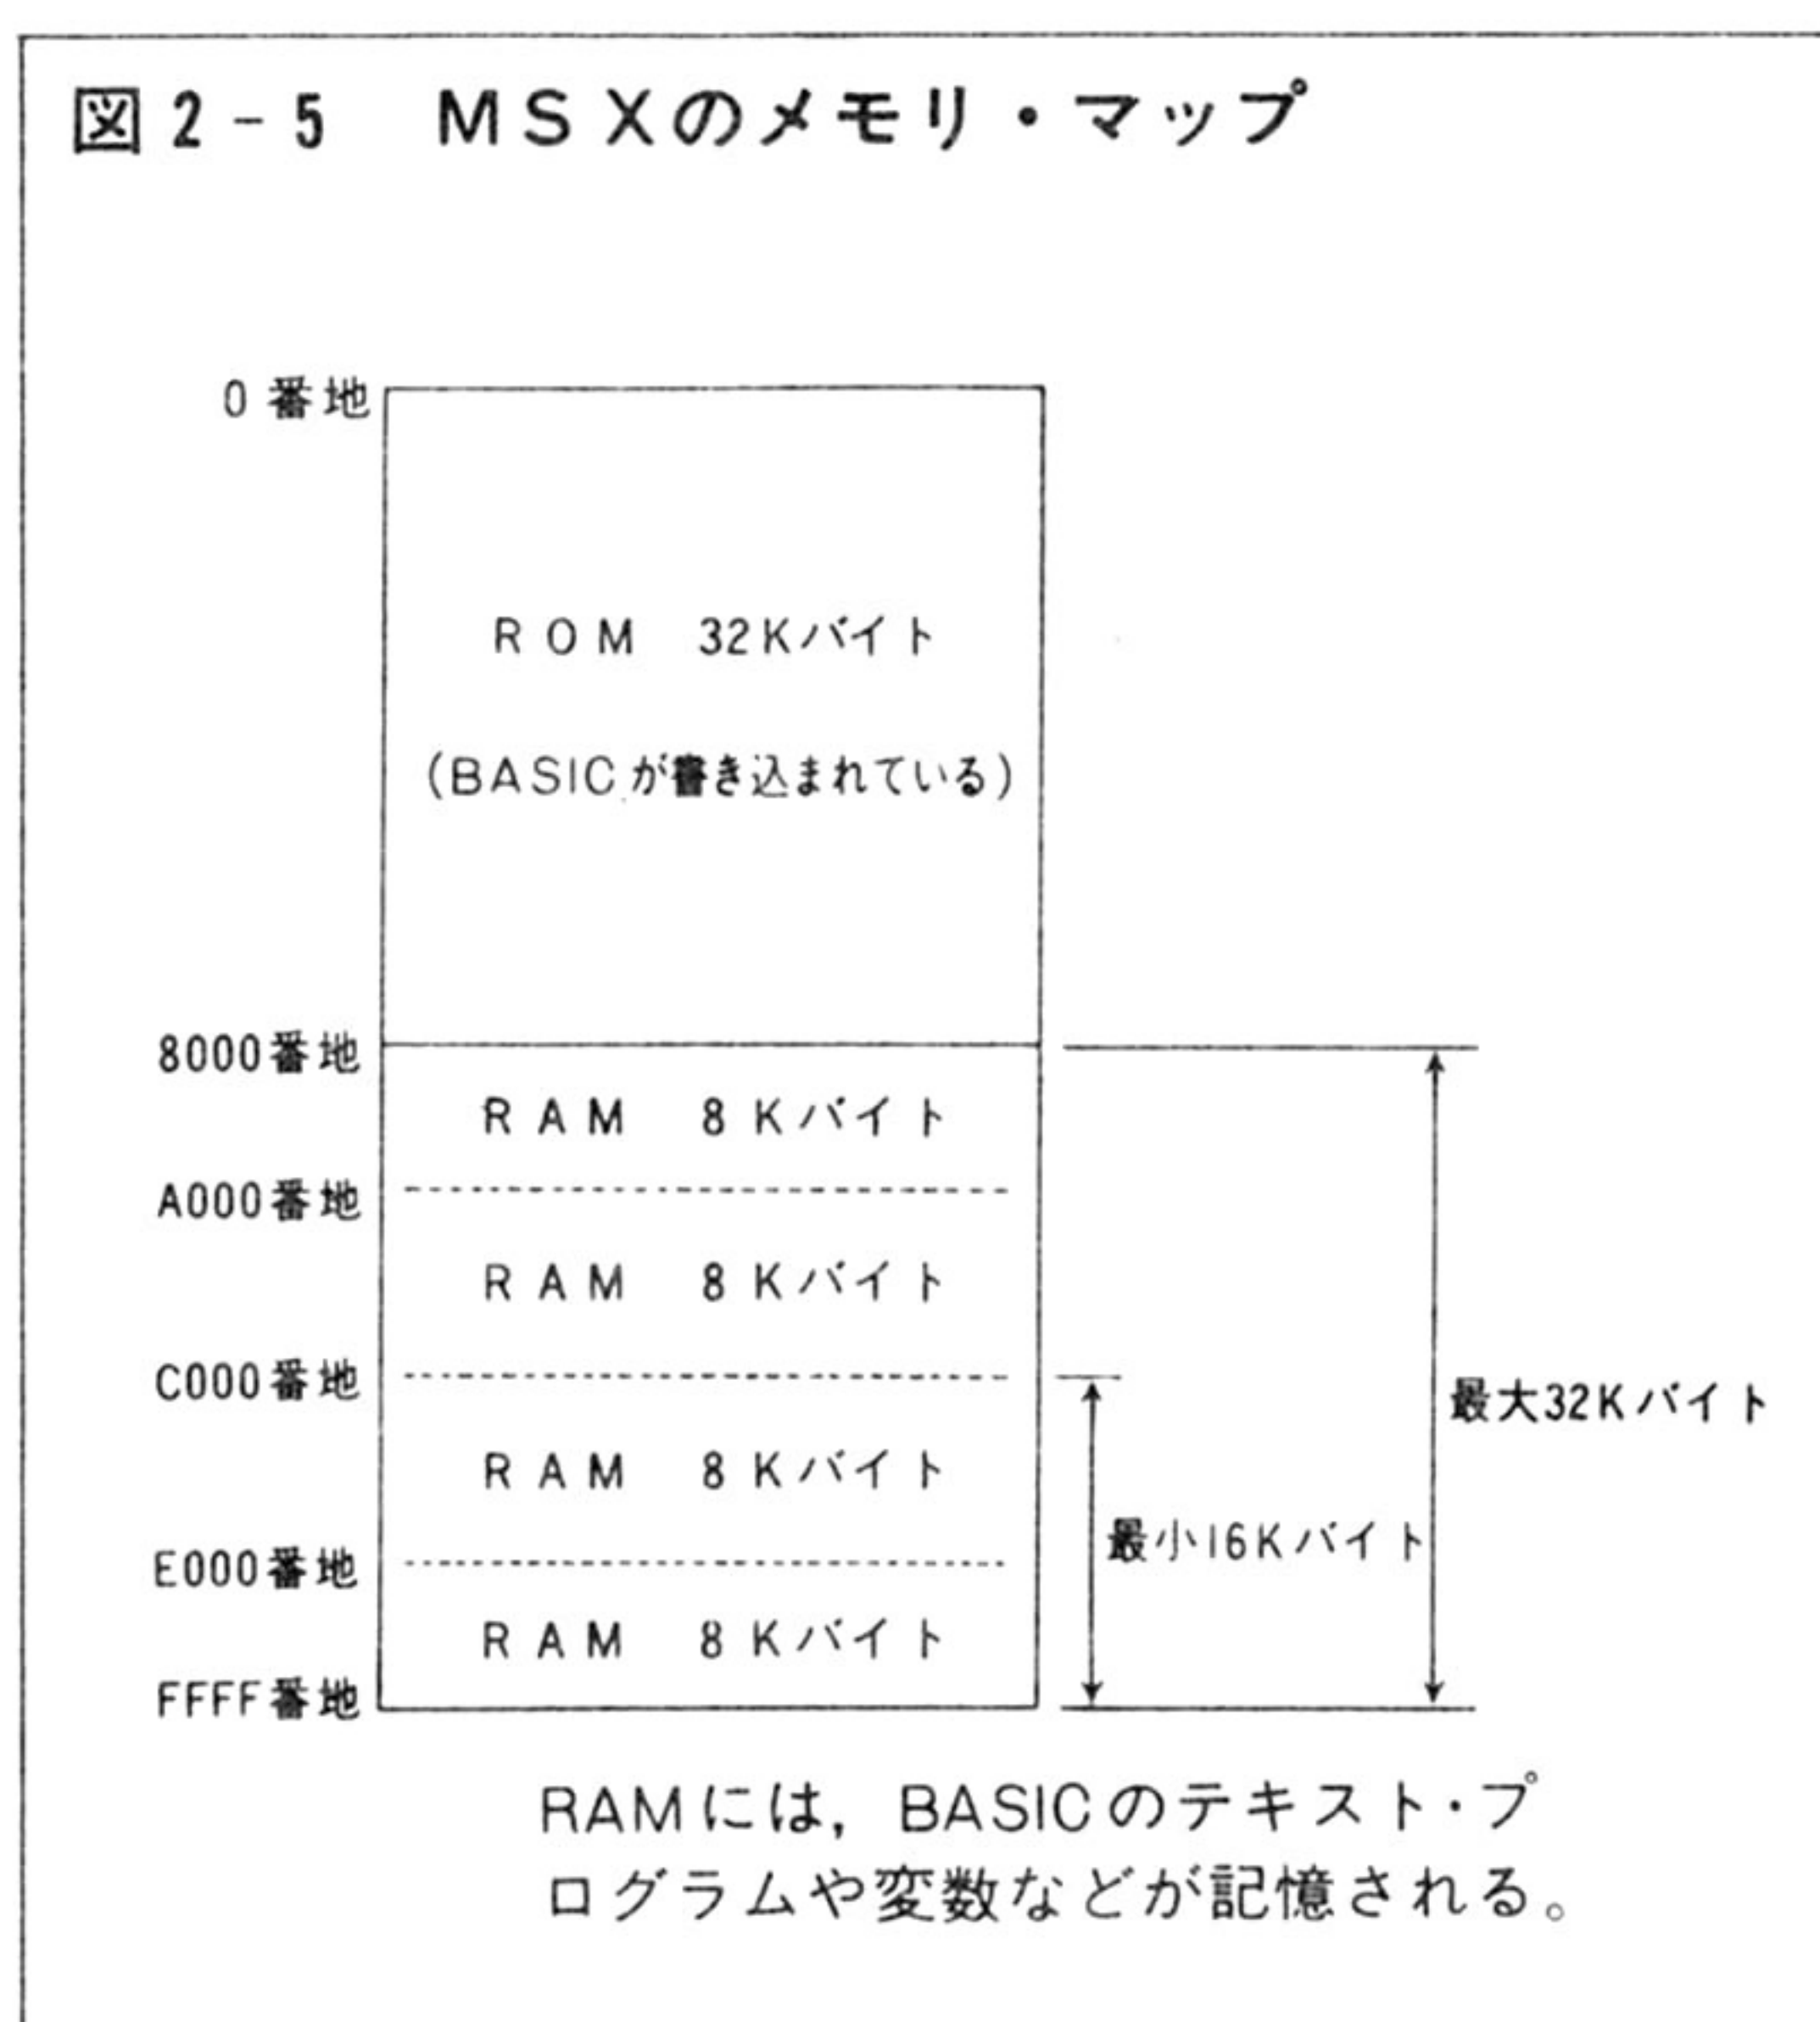 図2-5 MSXのメモリ・マップ
0番地
ROM 32Kバイト
(BASICが書き込まれている)
8000番地
RAM 8Kバイト
A000番地
RAM 8Kバイト
C000番地
最大32Kバイト
RAM 8Kバイト
最小16Kバイト
E000番地
RAM 8Kバイト
FFFF番地
RAMには，BASICのテキスト・プ
ログラムや変数などが記憶される。